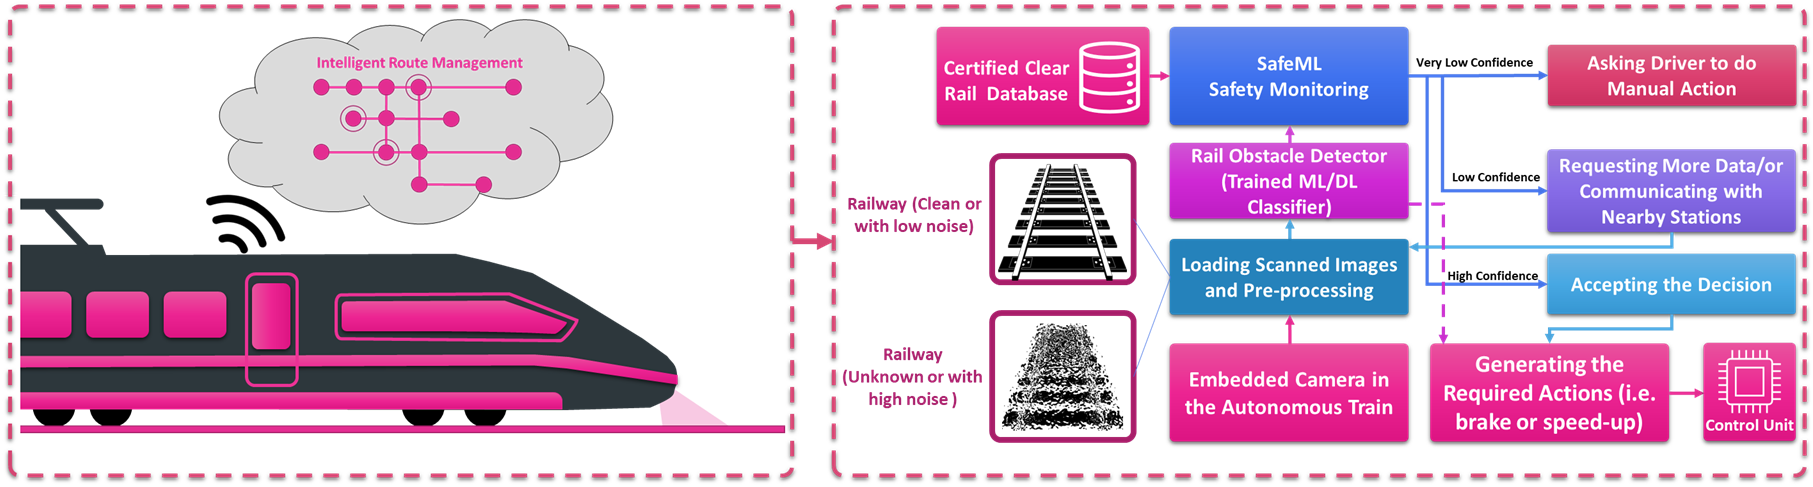 Intelligent Route Management
Certified Clear
Rail Database
SafeML
Safety Monitoring
Very Low Confidence
Asking Driver to do
Manual Action
Rail Obstacle Detector
(Trained ML/DL
Classifier)
Low Confidence
Requesting More Data/or
Communicating with
Nearby Stations
Railway (Clean or
with low noise)
Loading Scanned Images
and Pre-processing
High Confidence
Accepting the Decision
Railway
(Unknown or with
high noise )
Embedded Camera in
the Autonomous Train
Generating the
Required Actions (i.e.
brake or speed-up)
Control Unit